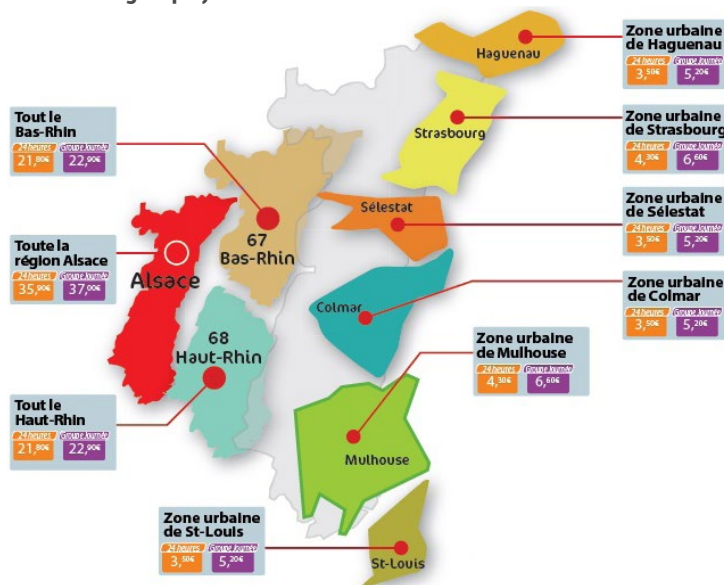 Zone urbaine
de Haguenau
24 heures Groupe Journée
3,50€ 5,20€
Haguenau
Zone urbaine
de Strasbourg
24 heures Groupe Journée
4,30€ 6,60€
Strasbourg
Tout le
Bas-Rhin
24 heures Groupe Journée
21,80€ 22,90€
Zone urbaine
de Sélestat
24 heures Groupe Journée
3,50€ 5,20€
Sélestat
67
Bas-Rhin
Toute la
région Alsace
24 heures Groupe Journée
35,90€ 37,00€
Alsace
Zone urbaine
de Colmar
24 heures Groupe Journée
3,50€ 5,20€
Colmar
68
Haut-Rhin
Zone urbaine
de Mulhouse
24 heures Groupe Journée
4,30€ 6,60€
Tout le
Haut-Rhin
24 heures Groupe Journée
21,80€ 22,90€
Mulhouse
Zone urbaine
de St-Louis
24 heures Groupe Journée
3,50€ 5,20€
St-Louis